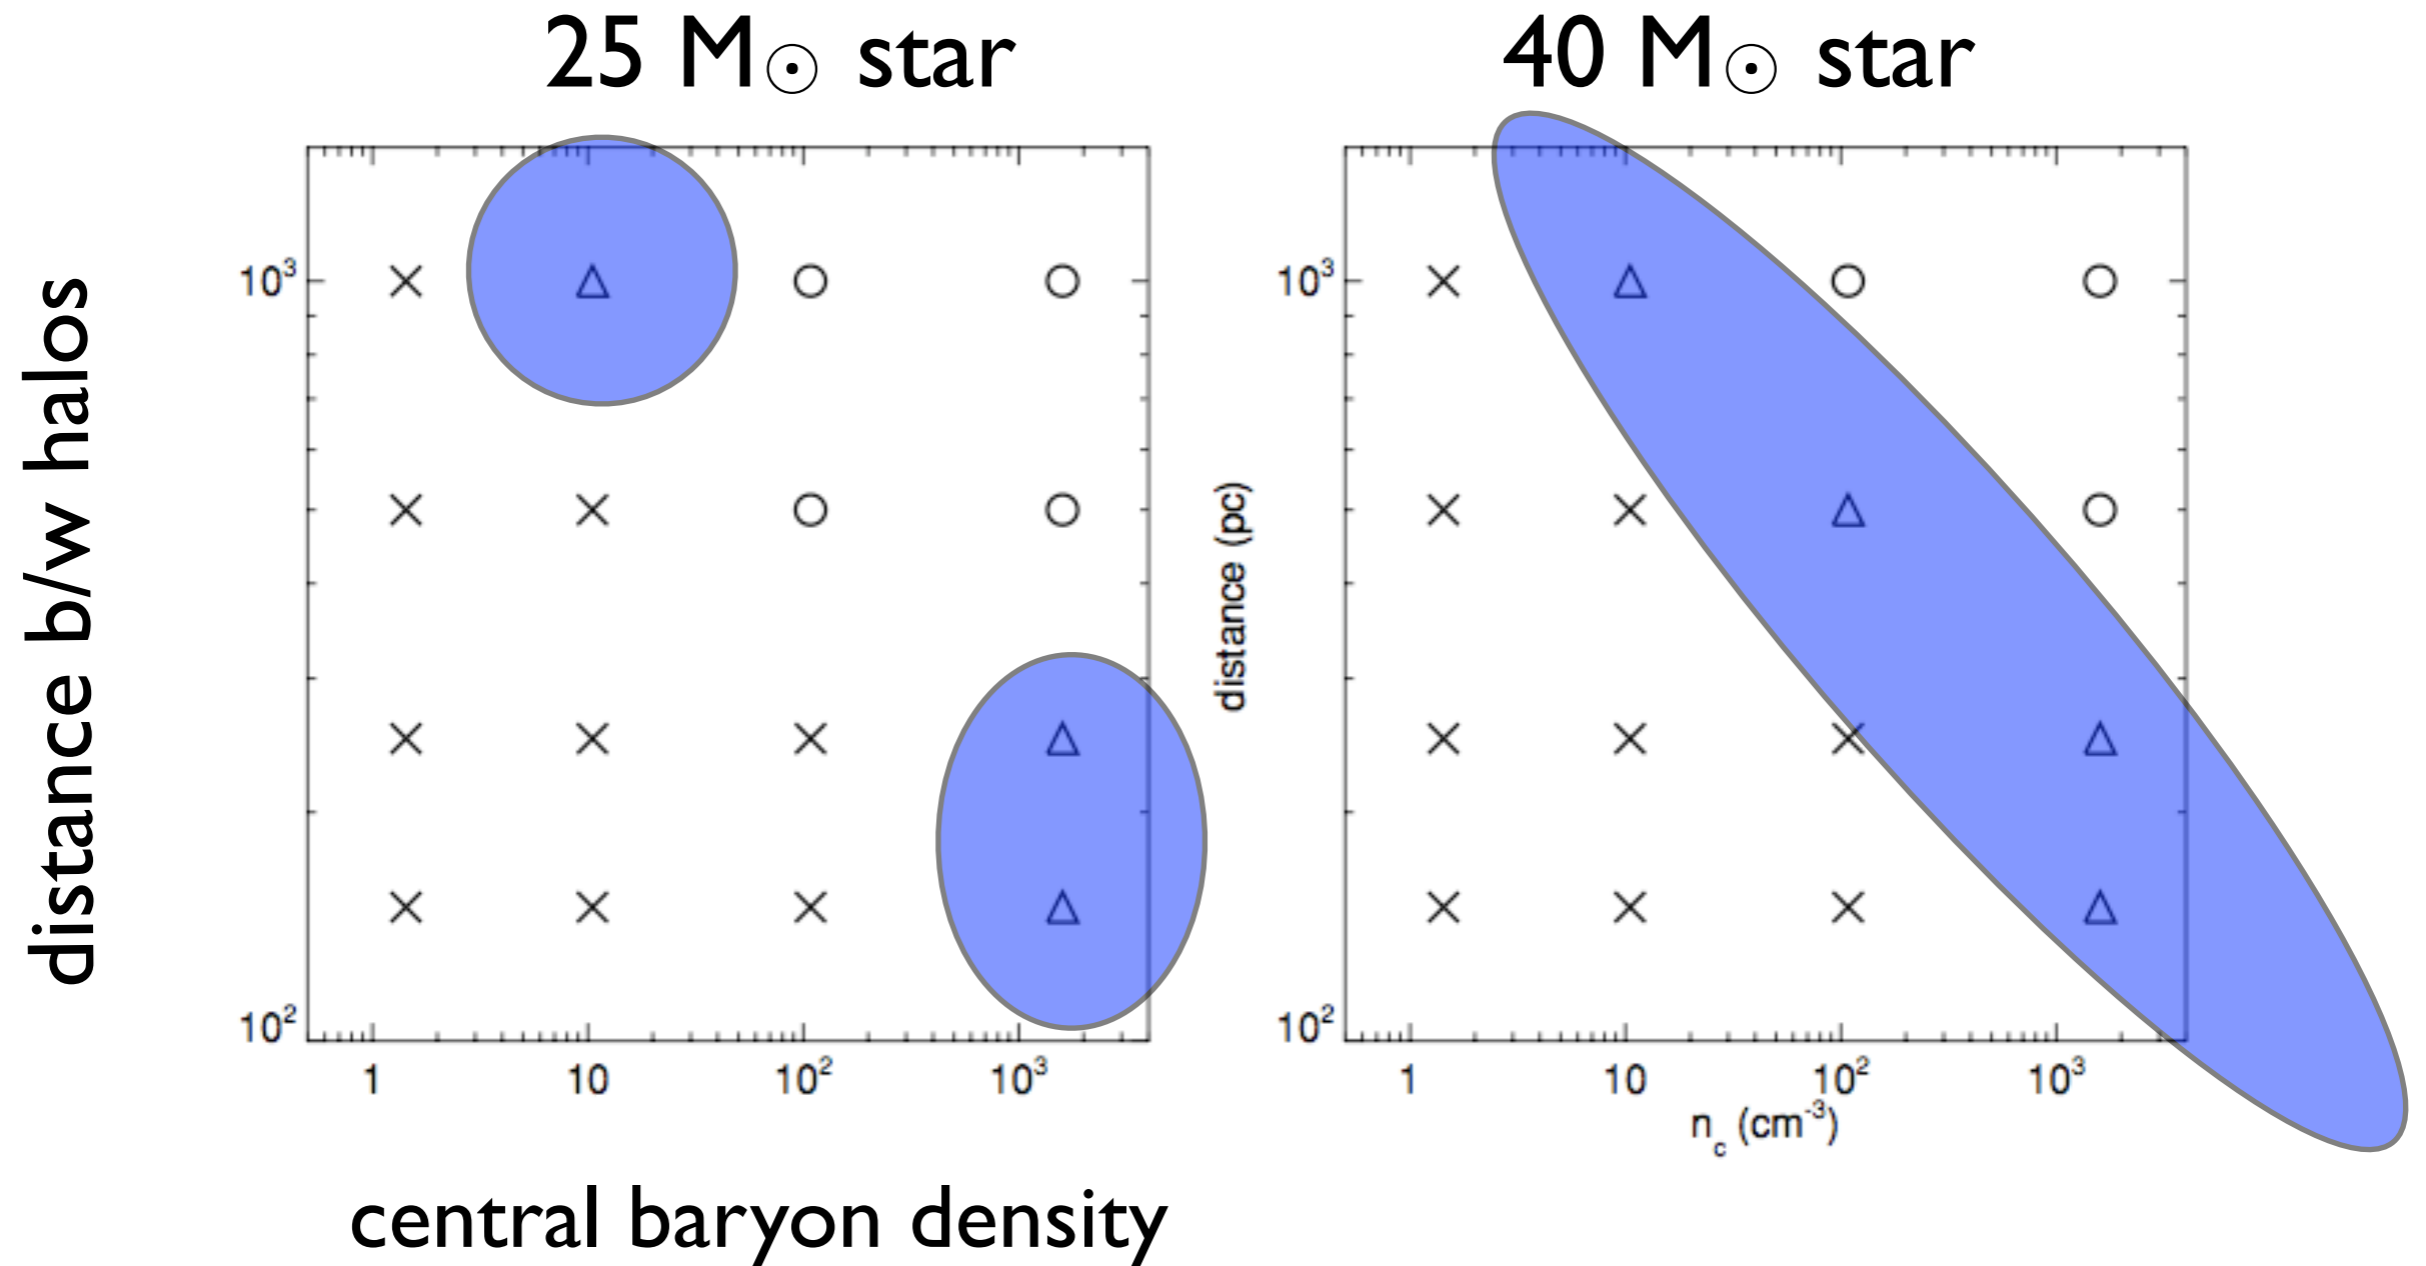 25 M☉ star
40 M☉ star
distance b/w halos
10³
10²
1 10 10² 10³
central baryon density
distance (pc)
10³
10²
1 10 10² 10³
n_c (cm⁻³)